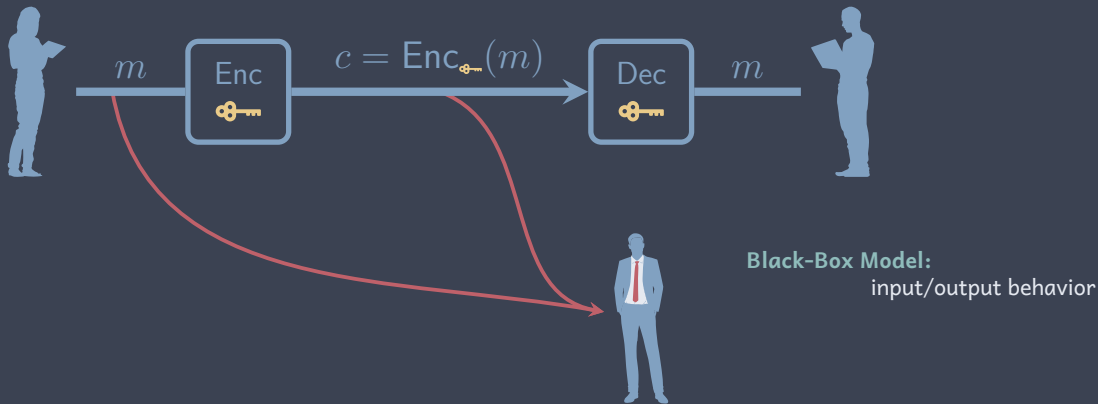 m
Enc
c = Enc(m)
Dec
m
Black-Box Model:
input/output behavior